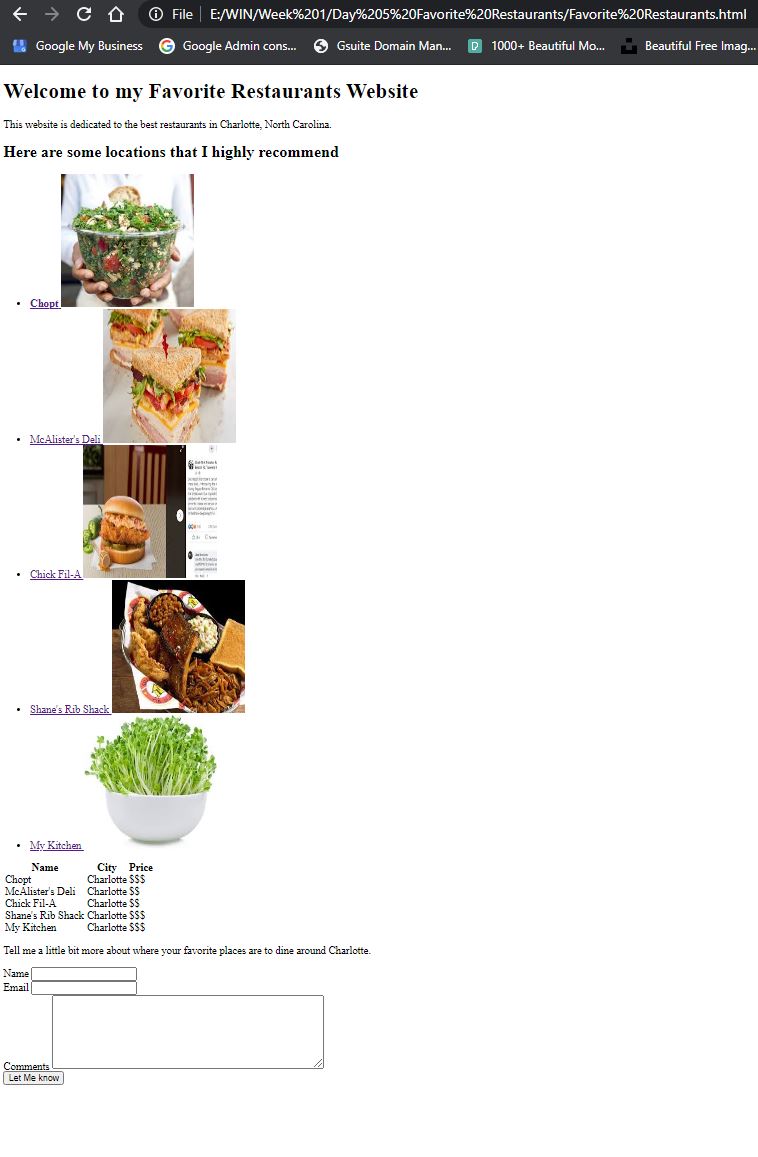 File
E:/WIN/Week%201/Day%205%20Favorite%20Restaurants/Favorite%20Restaurants.html
Google My Business
Google Admin cons...
Gsuite Domain Man...
1000+ Beautiful Mo...
Beautiful Free Imag...
Welcome to my Favorite Restaurants Website
This website is dedicated to the best restaurants in Charlotte, North Carolina.
Here are some locations that I highly recommend
Chopt
McAlister's Deli
Chick Fil-A
Shane's Rib Shack
My Kitchen
Name City Price
Chopt Charlotte $$$
McAlister's Deli Charlotte $$
Chick Fil-A Charlotte $$
Shane's Rib Shack Charlotte $$$
My Kitchen Charlotte $$$
Tell me a little bit more about where your favorite places are to dine around Charlotte.
Name
Email
Comments
Let Me know